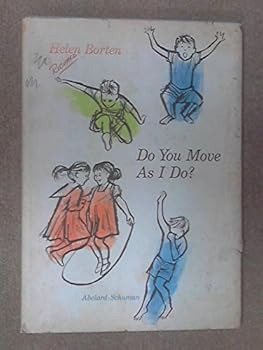 Helen Borten
Do You Move
As I Do?
Abelard-Schuman